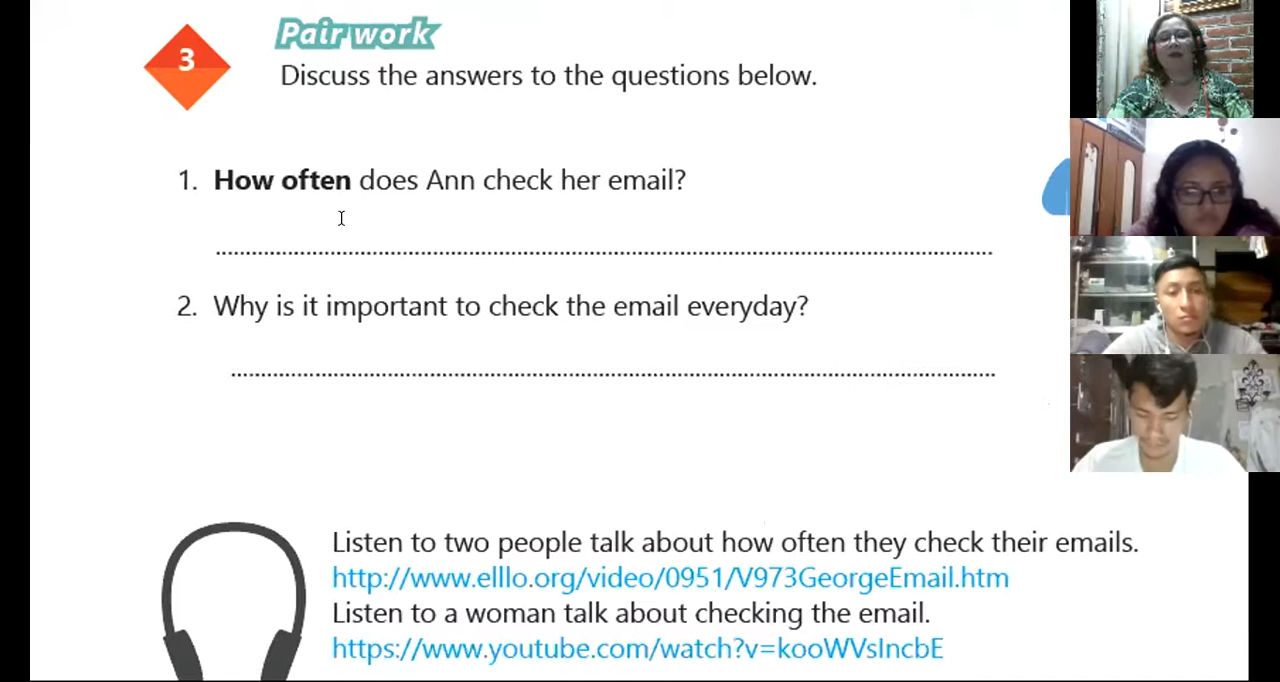 3
Pair work
Discuss the answers to the questions below.
1. How often does Ann check her email?
2. Why is it important to check the email everyday?
Listen to two people talk about how often they check their emails.
http://www.elllo.org/video/0951/V973GeorgeEmail.htm
Listen to a woman talk about checking the email.
https://www.youtube.com/watch?v=kooWVsIncbE